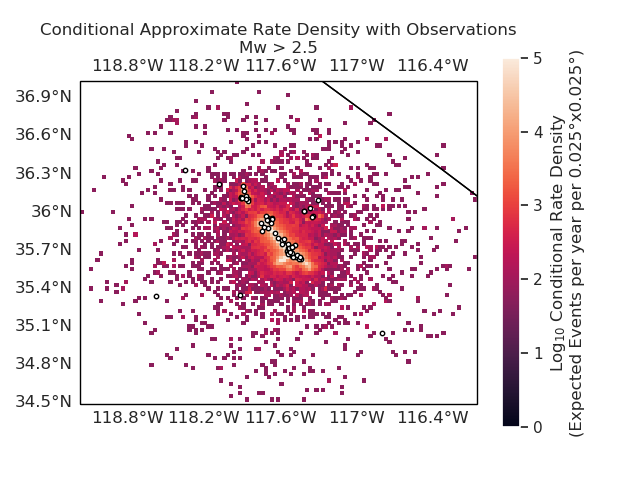 Conditional Approximate Rate Density with Observations
Mw > 2.5
118.8°W 118.2°W 117.6°W 117°W 116.4°W
36.9°N
36.6°N
36.3°N
36°N
35.7°N
35.4°N
35.1°N
34.8°N
34.5°N
118.8°W 118.2°W 117.6°W 117°W 116.4°W
5
4
3
2
1
0
Log₁₀ Conditional Rate Density
(Expected Events per year per 0.025°x0.025°)